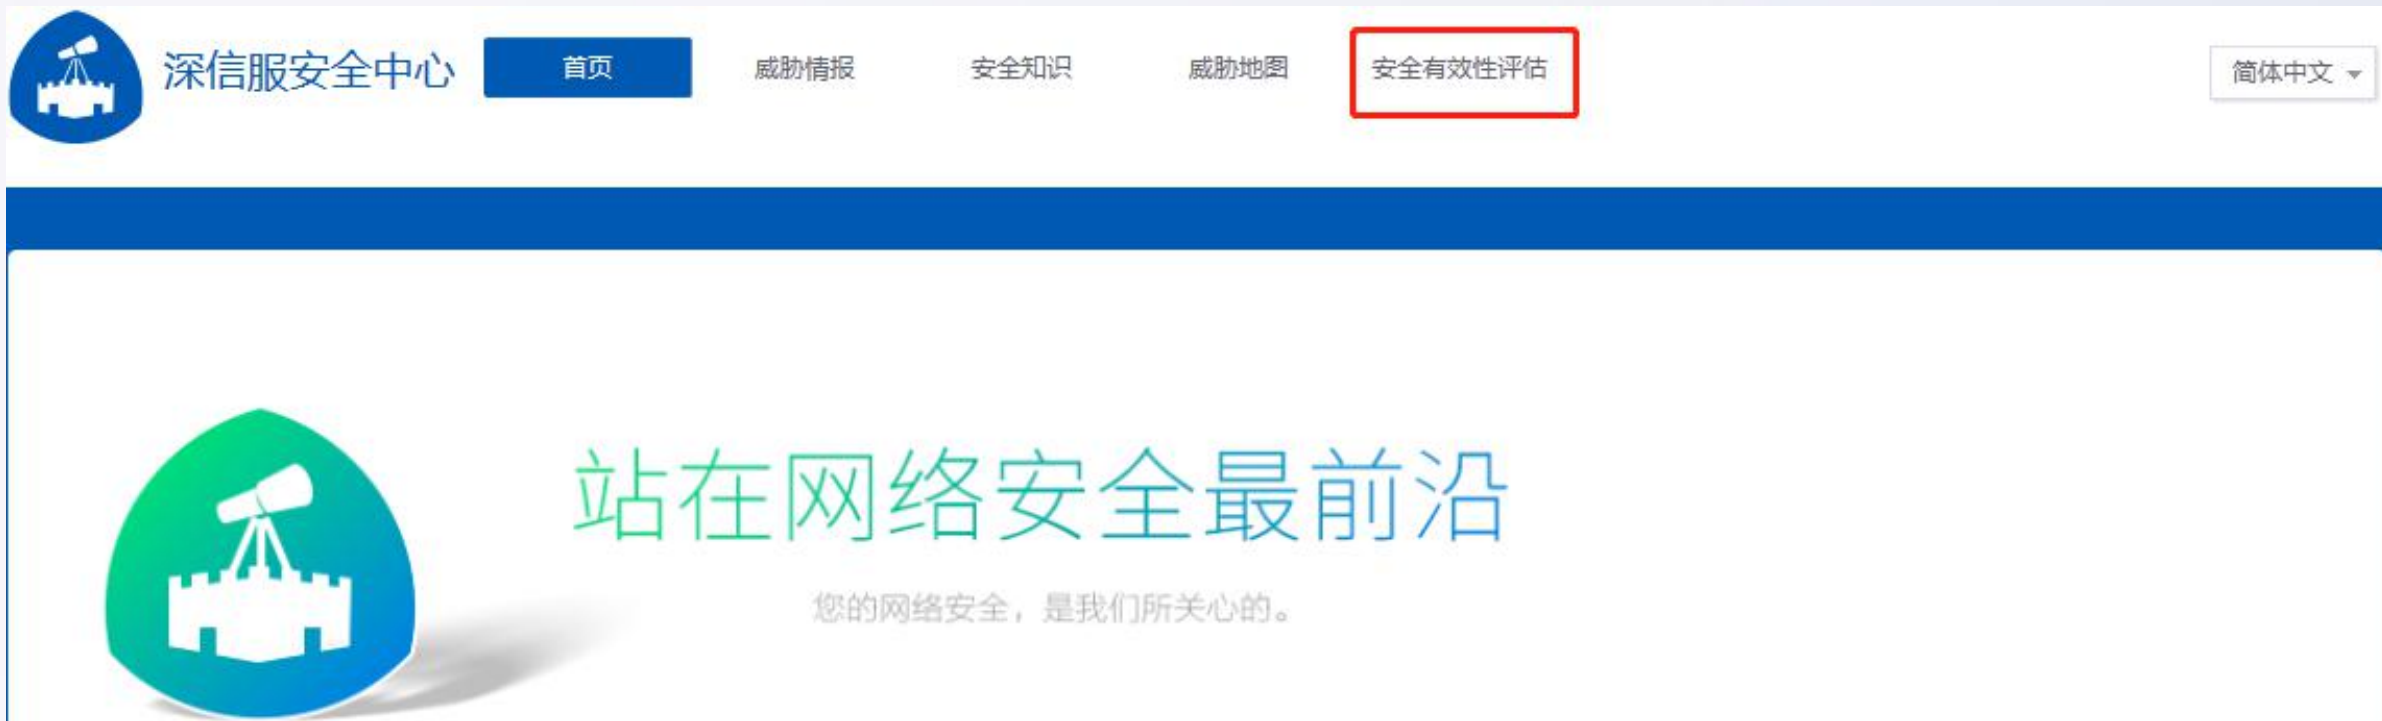 深信服安全中心 首页 威胁情报 安全知识 威胁地图 安全有效性评估 简体中文
站在网络安全最前沿
您的网络安全，是我们所关心的。